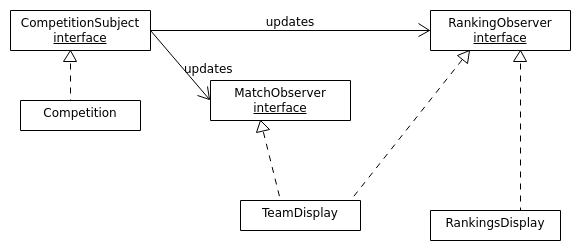 CompetitionSubject
interface
updates
RankingObserver
interface
updates
MatchObserver
interface
Competition
TeamDisplay
RankingsDisplay